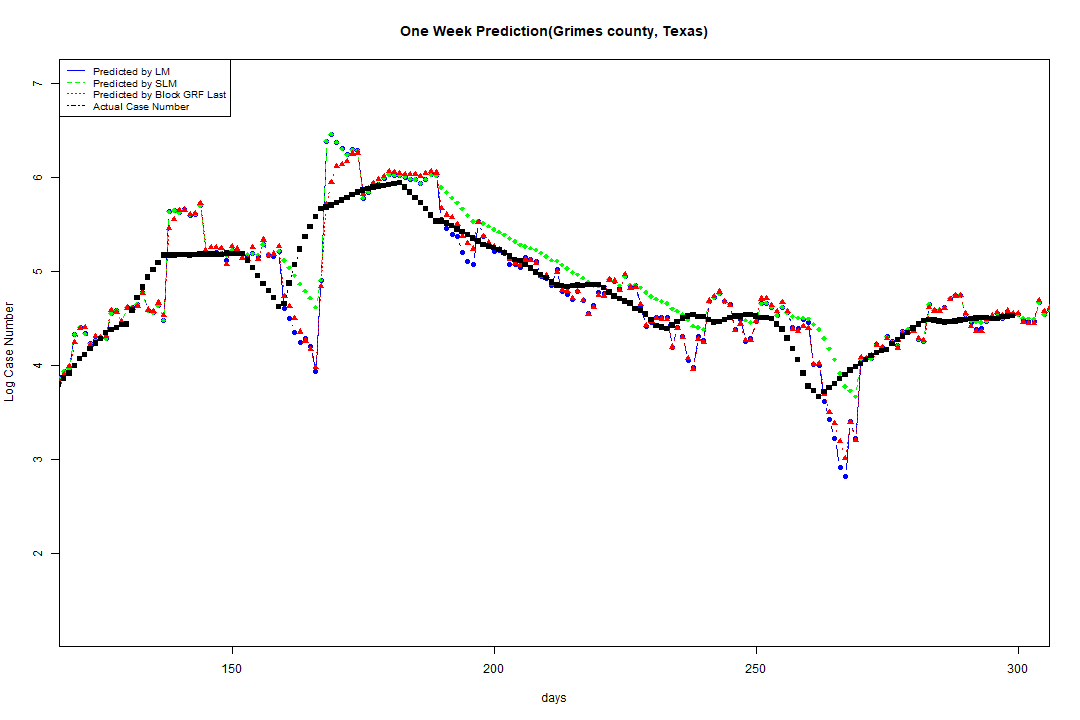 One Week Prediction(Grimes county, Texas)
Predicted by LM
Predicted by SLM
Predicted by Block GRF Last
Actual Case Number
7
6
5
4
3
2
Log Case Number
150 200 250 300
days